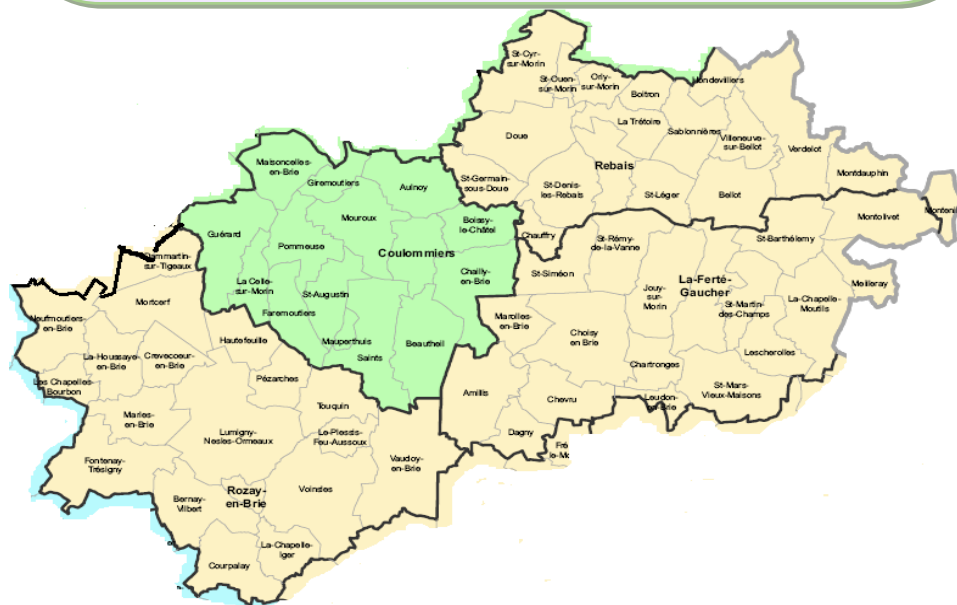 St-Cyr-
sur-Morin
St-Ouen-
sur-Morin
Orly-
sur-Morin
Boitron
Hondevilliers
La Trétoire
Doue
Sablonnières
Villeneuve-
sur-Bellot
Verdelot
Rebais
Montdauphin
St-Germain-
sous-Doue
St-Denis-
les-Rebais
St-Léger
Bellot
Maisoncelles-
en-Brie
Giremoutiers
Aulnoy
Mouroux
Boissy-
le-Châtel
Guérard
Pommeuse
Coulommiers
Chailly-
en-Brie
La Celle-
sur-Morin
St-Augustin
Faremoutiers
Mauperthuis
Saints
Beautheil
Chauffry
St-Rémy-
de-la-Vanne
St-Barthélemy
Montolivet
St-Siméon
La-Ferté-
Gaucher
Jouy-
sur-
Morin
St-Martin-
des-Champs
La-Chapelle-
Moutils
Meilleray
Marolles-
en-Brie
Choisy
en Brie
Lescherolles
Chartronges
St-Mars-
Vieux-Maisons
Amillis
Chevru
Leudon-
en-Brie
Dagny
Dammartin-
sur-Tigeaux
Mortcerf
Neufmoutiers-
en-Brie
Hautefeuille
La-Houssaye-
en-Brie
Crevecoeur-
en-Brie
Les Chapelles-
Bourbon
Pézarches
Marles-
en-Brie
Touquin
Lumigny-
Nesles-Ormeaux
Le-Plessis-
Feu-Aussoux
Fontenay-
Trésigny
Vaudoy-
en-Brie
Rozay-
en-Brie
Voinsles
Bernay-
Vilbert
La-Chapelle-
Iger
Courpalay